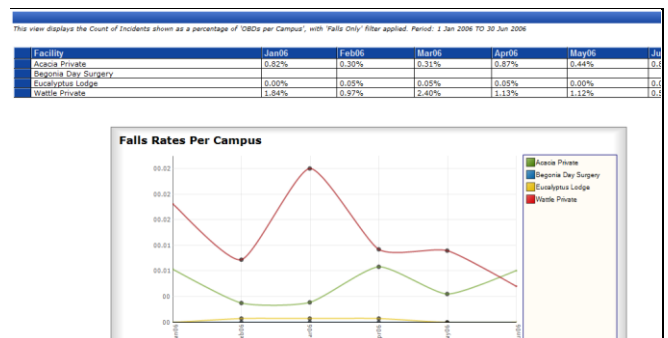 This view displays the Count of Incidents shown as a percentage of 'OBDs per Campus', with 'Falls Only' filter applied. Period: 1 Jan 2006 TO 30 Jun 2006
Facility Jan06 Feb06 Mar06 Apr06 May06 Ju
Acacia Private 0.82% 0.30% 0.31% 0.87% 0.44%
Begonia Day Surgery
Eucalyptus Lodge 0.00% 0.05% 0.05% 0.05% 0.00%
Wattle Private 1.84% 0.97% 2.40% 1.13% 1.12%
Falls Rates Per Campus
00.02
00.02
00.02
00.01
00.01
00
00
Acacia Private
Begonia Day Surgery
Eucalyptus Lodge
Wattle Private